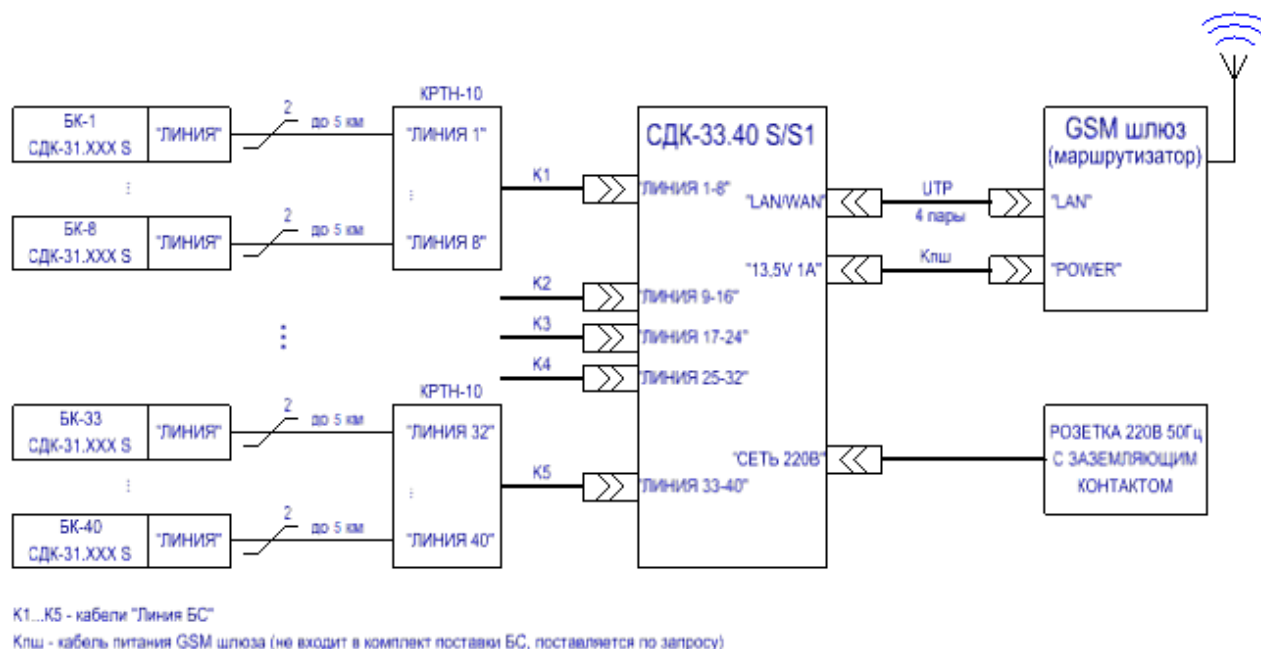 КРТН-10
БК-1
СДК-31.XXX S
"ЛИНИЯ"
2
до 5 км
"ЛИНИЯ 1"
⋮
⋮
БК-8
СДК-31.XXX S
"ЛИНИЯ"
2
до 5 км
"ЛИНИЯ 8"
К1
К2
К3
К4
⋮
КРТН-10
БК-33
СДК-31.XXX S
"ЛИНИЯ"
2
до 5 км
"ЛИНИЯ 32"
⋮
⋮
БК-40
СДК-31.XXX S
"ЛИНИЯ"
2
до 5 км
"ЛИНИЯ 40"
К5
СДК-33.40 S/S1
"ЛИНИЯ 1-8"
"LAN/WAN"
"13,5V 1A"
"ЛИНИЯ 9-16"
"ЛИНИЯ 17-24"
"ЛИНИЯ 25-32"
"СЕТЬ 220В"
"ЛИНИЯ 33-40"
UTP
4 пары
Кпш
GSM шлюз
(маршрутизатор)
"LAN"
"POWER"
РОЗЕТКА 220В 50Гц
С ЗАЗЕМЛЯЮЩИМ
КОНТАКТОМ
К1...К5 - кабели "Линия БС"
Кпш - кабель питания GSM шлюза (не входит в комплект поставки БС, поставляется по запросу)